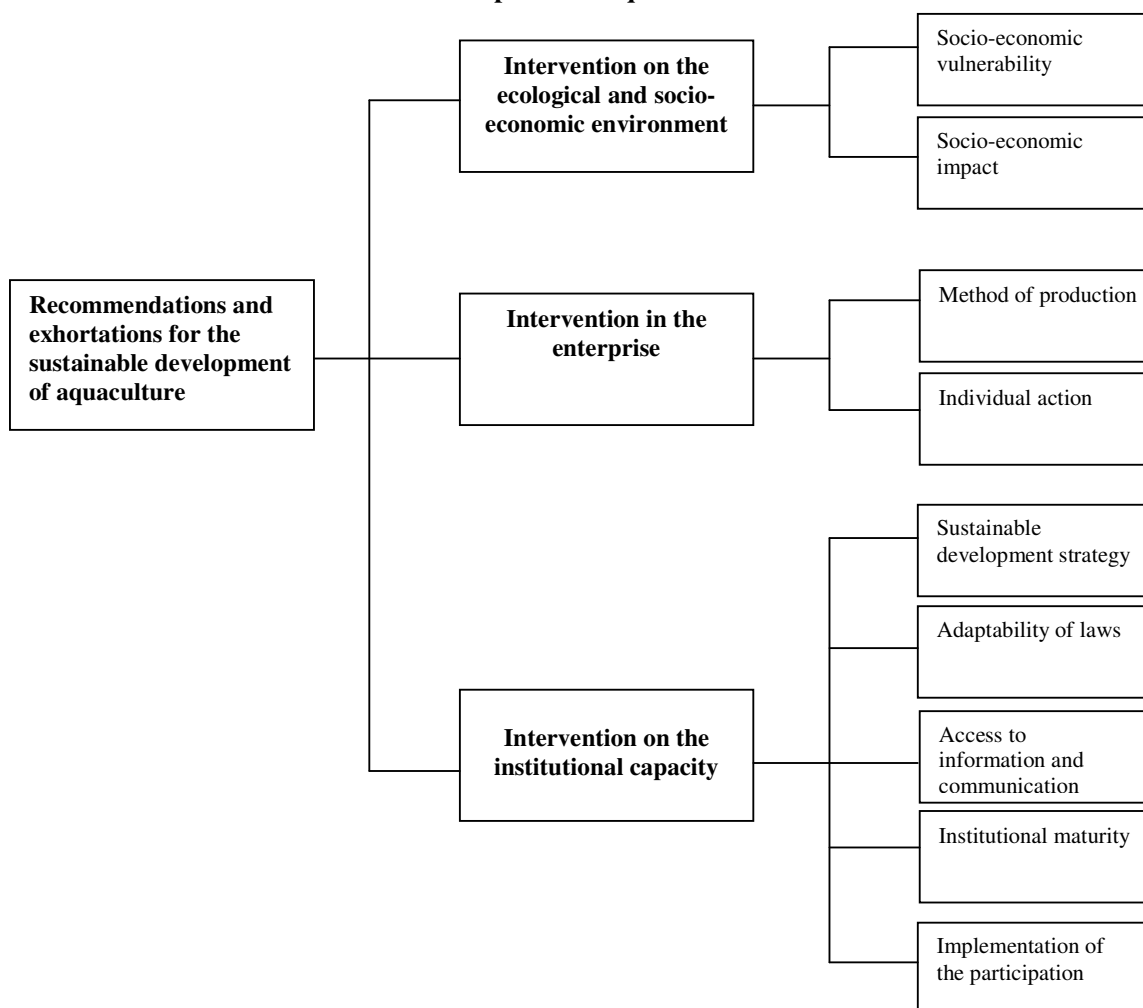 Intervention on the
ecological and socio-
economic environment
Socio-economic
vulnerability
Socio-economic
impact
Recommendations and
exhortations for the
sustainable development
of aquaculture
Intervention in the
enterprise
Method of production
Individual action
Intervention on the
institutional capacity
Sustainable
development strategy
Adaptability of laws
Access to
information and
communication
Institutional maturity
Implementation of
the participation